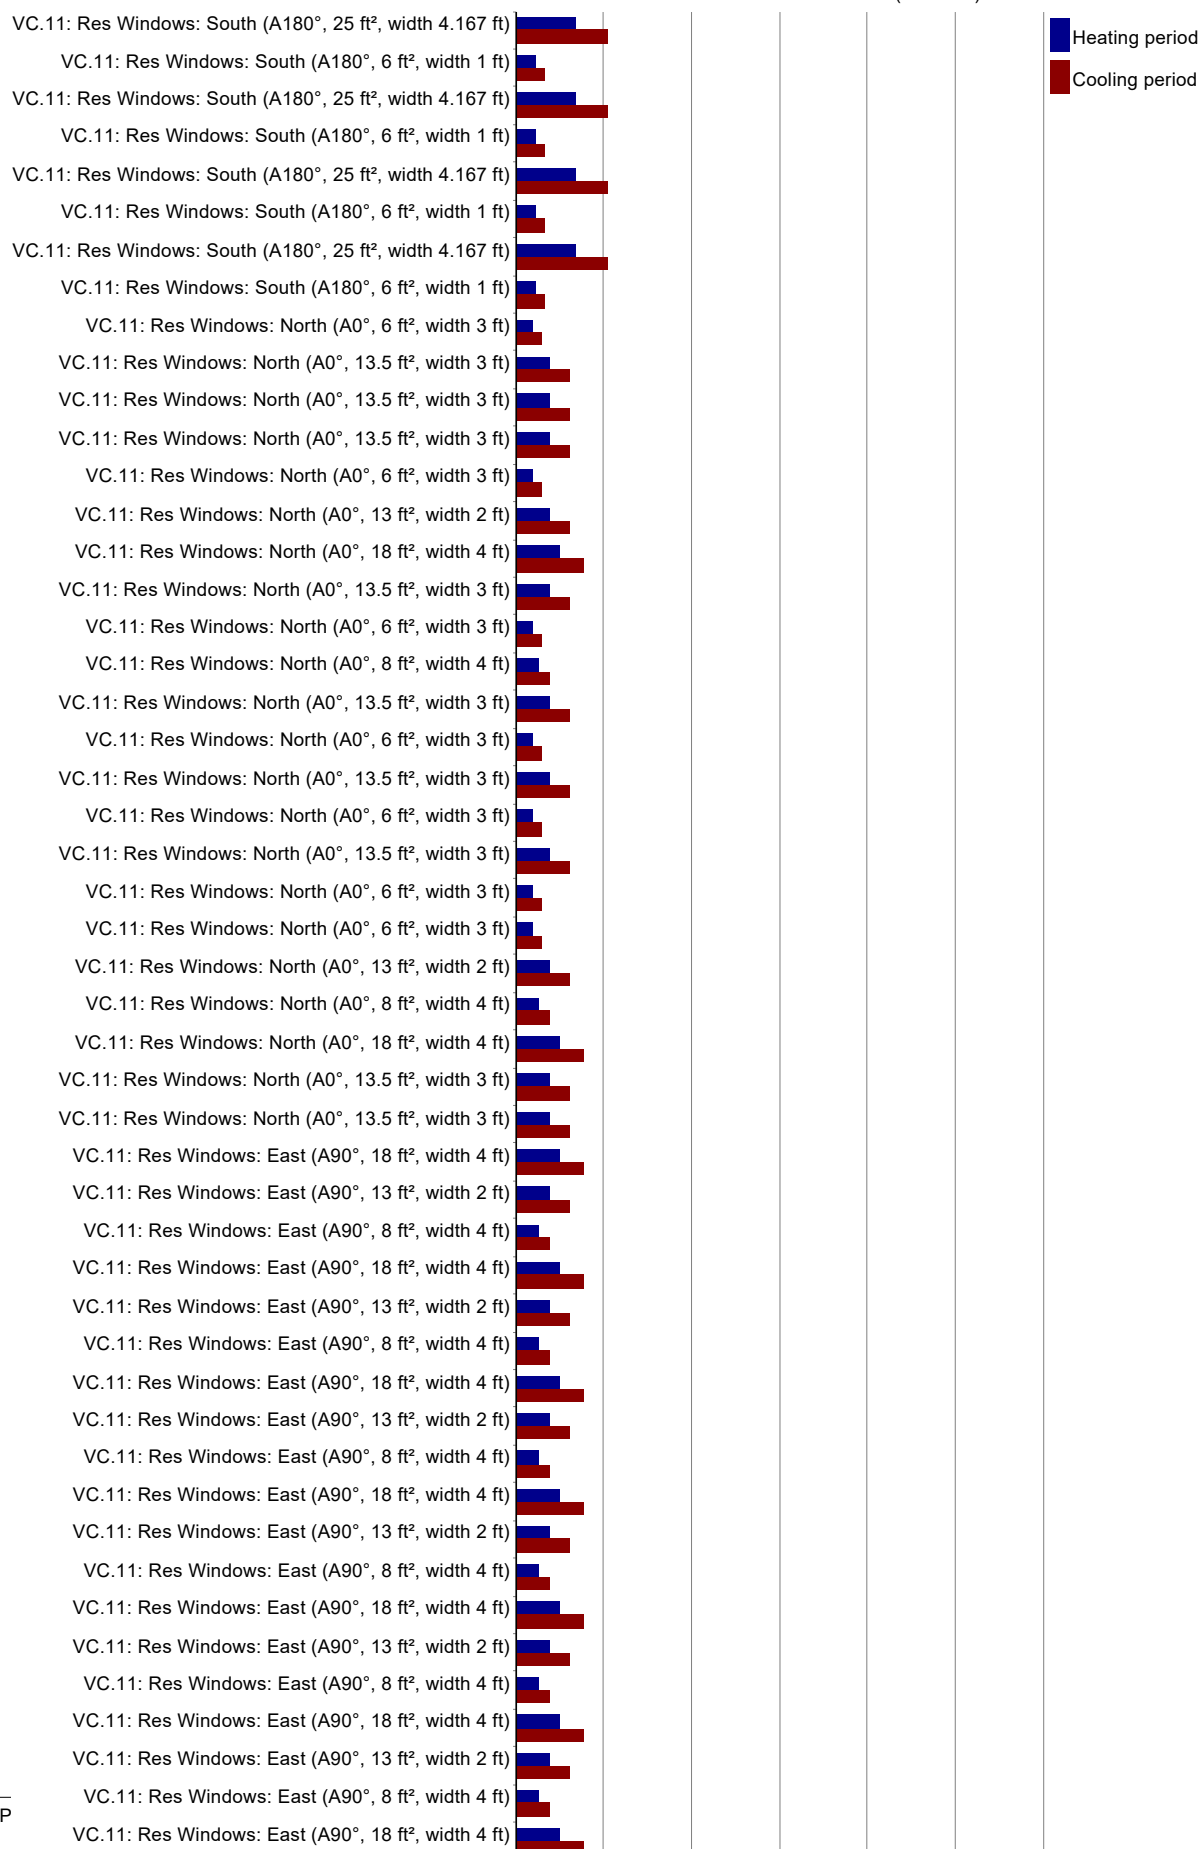 VC.11: Res Windows: South (A180°, 25 ft², width 4.167 ft)
Heating period
Cooling period
VC.11: Res Windows: South (A180°, 6 ft², width 1 ft)
VC.11: Res Windows: South (A180°, 25 ft², width 4.167 ft)
VC.11: Res Windows: South (A180°, 6 ft², width 1 ft)
VC.11: Res Windows: South (A180°, 25 ft², width 4.167 ft)
VC.11: Res Windows: South (A180°, 6 ft², width 1 ft)
VC.11: Res Windows: South (A180°, 25 ft², width 4.167 ft)
VC.11: Res Windows: South (A180°, 6 ft², width 1 ft)
VC.11: Res Windows: North (A0°, 6 ft², width 3 ft)
VC.11: Res Windows: North (A0°, 13.5 ft², width 3 ft)
VC.11: Res Windows: North (A0°, 13.5 ft², width 3 ft)
VC.11: Res Windows: North (A0°, 13.5 ft², width 3 ft)
VC.11: Res Windows: North (A0°, 6 ft², width 3 ft)
VC.11: Res Windows: North (A0°, 13 ft², width 2 ft)
VC.11: Res Windows: North (A0°, 18 ft², width 4 ft)
VC.11: Res Windows: North (A0°, 13.5 ft², width 3 ft)
VC.11: Res Windows: North (A0°, 6 ft², width 3 ft)
VC.11: Res Windows: North (A0°, 8 ft², width 4 ft)
VC.11: Res Windows: North (A0°, 13.5 ft², width 3 ft)
VC.11: Res Windows: North (A0°, 6 ft², width 3 ft)
VC.11: Res Windows: North (A0°, 13.5 ft², width 3 ft)
VC.11: Res Windows: North (A0°, 6 ft², width 3 ft)
VC.11: Res Windows: North (A0°, 13.5 ft², width 3 ft)
VC.11: Res Windows: North (A0°, 6 ft², width 3 ft)
VC.11: Res Windows: North (A0°, 6 ft², width 3 ft)
VC.11: Res Windows: North (A0°, 13 ft², width 2 ft)
VC.11: Res Windows: North (A0°, 8 ft², width 4 ft)
VC.11: Res Windows: North (A0°, 18 ft², width 4 ft)
VC.11: Res Windows: North (A0°, 13.5 ft², width 3 ft)
VC.11: Res Windows: North (A0°, 13.5 ft², width 3 ft)
VC.11: Res Windows: East (A90°, 18 ft², width 4 ft)
VC.11: Res Windows: East (A90°, 13 ft², width 2 ft)
VC.11: Res Windows: East (A90°, 8 ft², width 4 ft)
VC.11: Res Windows: East (A90°, 18 ft², width 4 ft)
VC.11: Res Windows: East (A90°, 13 ft², width 2 ft)
VC.11: Res Windows: East (A90°, 8 ft², width 4 ft)
VC.11: Res Windows: East (A90°, 18 ft², width 4 ft)
VC.11: Res Windows: East (A90°, 13 ft², width 2 ft)
VC.11: Res Windows: East (A90°, 8 ft², width 4 ft)
VC.11: Res Windows: East (A90°, 18 ft², width 4 ft)
VC.11: Res Windows: East (A90°, 13 ft², width 2 ft)
VC.11: Res Windows: East (A90°, 8 ft², width 4 ft)
VC.11: Res Windows: East (A90°, 18 ft², width 4 ft)
VC.11: Res Windows: East (A90°, 13 ft², width 2 ft)
VC.11: Res Windows: East (A90°, 8 ft², width 4 ft)
VC.11: Res Windows: East (A90°, 18 ft², width 4 ft)
VC.11: Res Windows: East (A90°, 13 ft², width 2 ft)
VC.11: Res Windows: East (A90°, 8 ft², width 4 ft)
P
VC.11: Res Windows: East (A90°, 18 ft², width 4 ft)